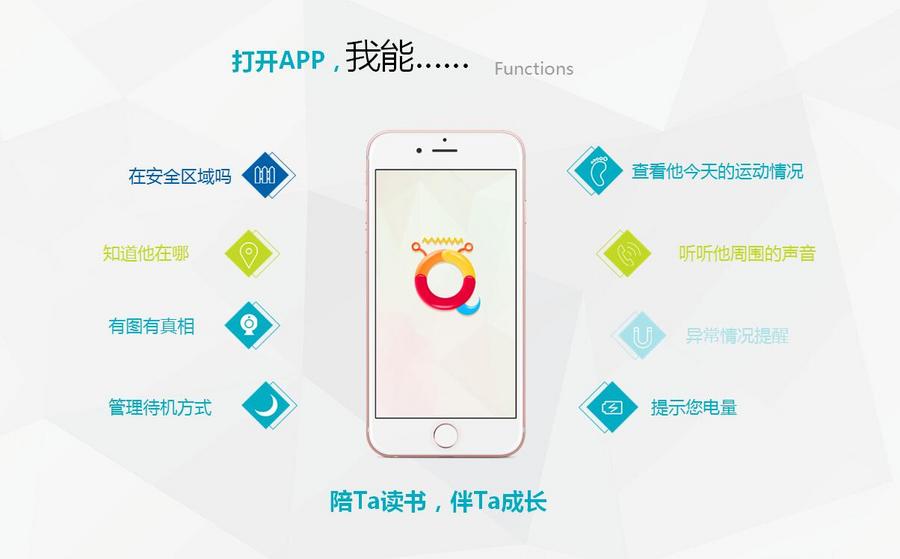 打开APP，我能…… Functions
在安全区域吗
知道他在哪
有图有真相
管理待机方式
查看他今天的运动情况
听听他周围的声音
异常情况提醒
提示您电量
陪Ta读书，伴Ta成长